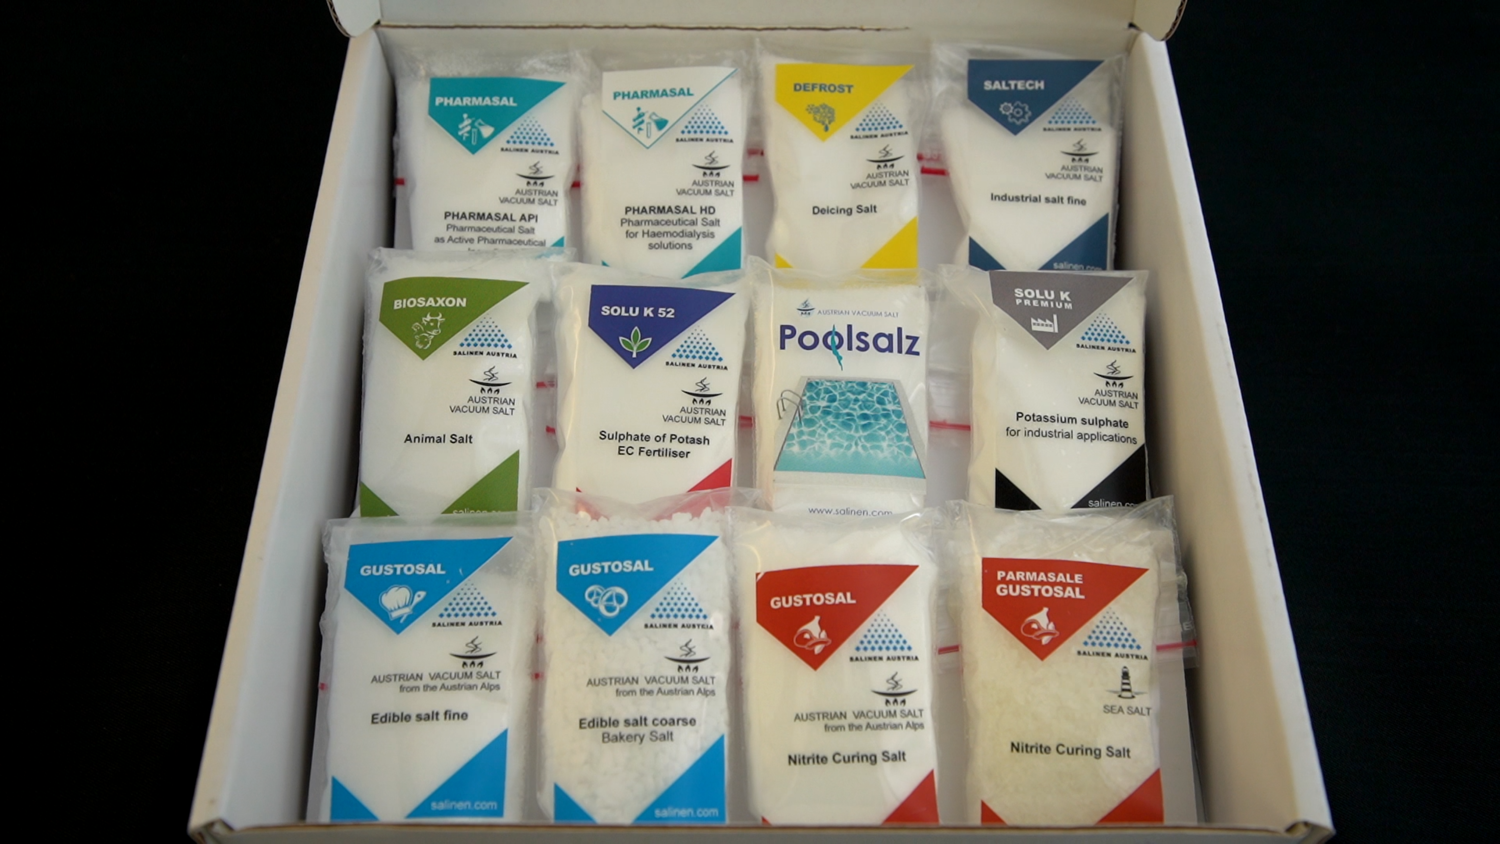 PHARMASAL
SALINEN AUSTRIA
AUSTRIAN
VACUUM SALT
PHARMASAL API
Pharmaceutical Salt
as Active Pharmaceutical
PHARMASAL
SALINEN AUSTRIA
AUSTRIAN
VACUUM SALT
PHARMASAL HD
Pharmaceutical Salt
for Haemodialysis
solutions
DEFROST
SALINEN AUSTRIA
AUSTRIAN
VACUUM SALT
Deicing Salt
SALTECH
SALINEN AUSTRIA
AUSTRIAN
VACUUM SALT
Industrial salt fine
salinen.com
BIOSAXON
SALINEN AUSTRIA
AUSTRIAN
VACUUM SALT
Animal Salt
salinen.com
SOLU K 52
SALINEN AUSTRIA
AUSTRIAN
VACUUM SALT
Sulphate of Potash
EC Fertiliser
AUSTRIAN VACUUM SALT
Poolsalz
www.salinen.com
SOLU K
PREMIUM
SALINEN AUSTRIA
AUSTRIAN
VACUUM SALT
Potassium sulphate
for industrial applications
salinen.com
GUSTOSAL
SALINEN AUSTRIA
AUSTRIAN VACUUM SALT
from the Austrian Alps
Edible salt fine
salinen.com
GUSTOSAL
SALINEN AUSTRIA
AUSTRIAN VACUUM SALT
from the Austrian Alps
Edible salt coarse
Bakery Salt
salinen.com
GUSTOSAL
SALINEN AUSTRIA
AUSTRIAN VACUUM SALT
from the Austrian Alps
Nitrite Curing Salt
PARMASALE
GUSTOSAL
SALINEN AUSTRIA
SEA SALT
Nitrite Curing Salt